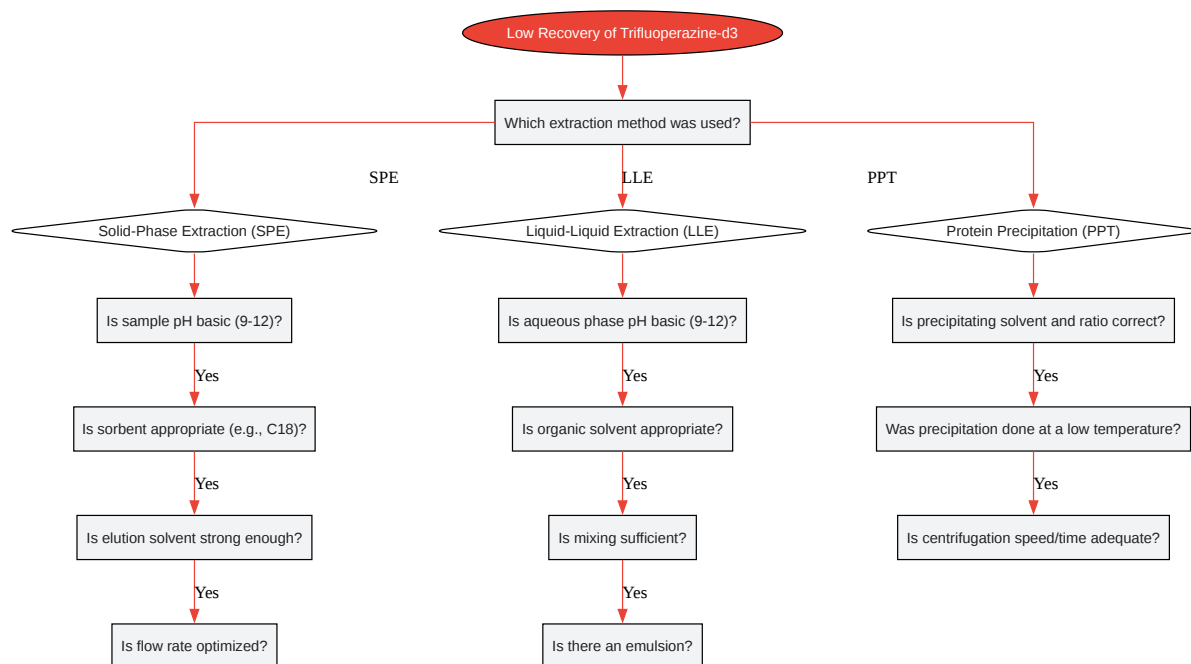 Low Recovery of Trifluoperazine-d3
Which extraction method was used?
SPE
LLE
PPT
Solid-Phase Extraction (SPE)
Liquid-Liquid Extraction (LLE)
Protein Precipitation (PPT)
Is sample pH basic (9-12)?
Is aqueous phase pH basic (9-12)?
Is precipitating solvent and ratio correct?
Yes
Yes
Yes
Is sorbent appropriate (e.g., C18)?
Is organic solvent appropriate?
Was precipitation done at a low temperature?
Yes
Yes
Yes
Is elution solvent strong enough?
Is mixing sufficient?
Is centrifugation speed/time adequate?
Yes
Yes
Is flow rate optimized?
Is there an emulsion?